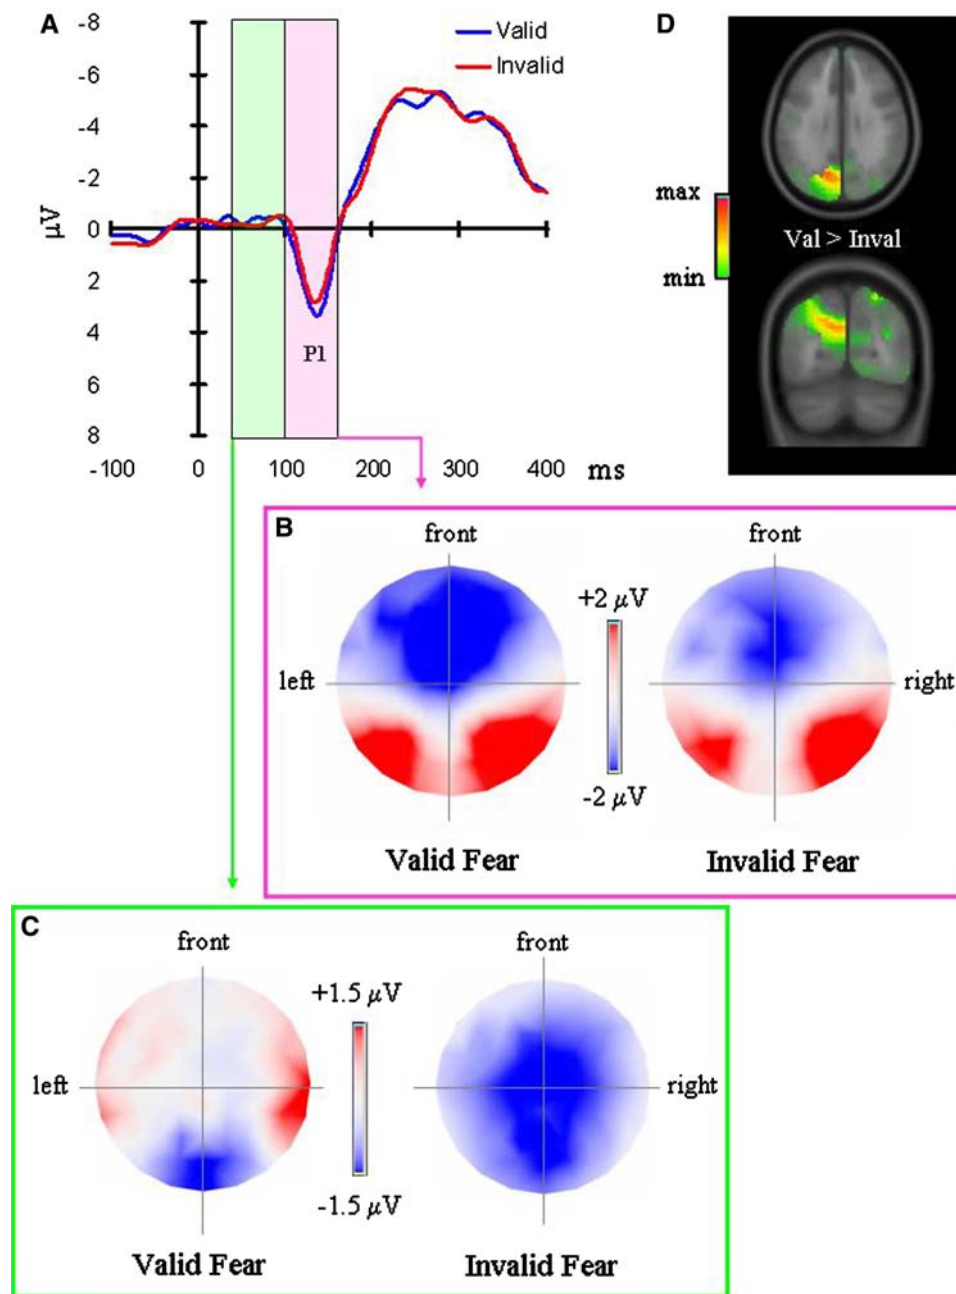 A
-8
-6
-4
-2
0
2
4
6
8
μV
Valid
Invalid
P1
-100 0 100 200 300 400 ms
D
max
min
Val > Inval
B
front front
+2 μV
left right
-2 μV
Valid Fear Invalid Fear
C
front front
+1.5 μV
left right
-1.5 μV
Valid Fear Invalid Fear